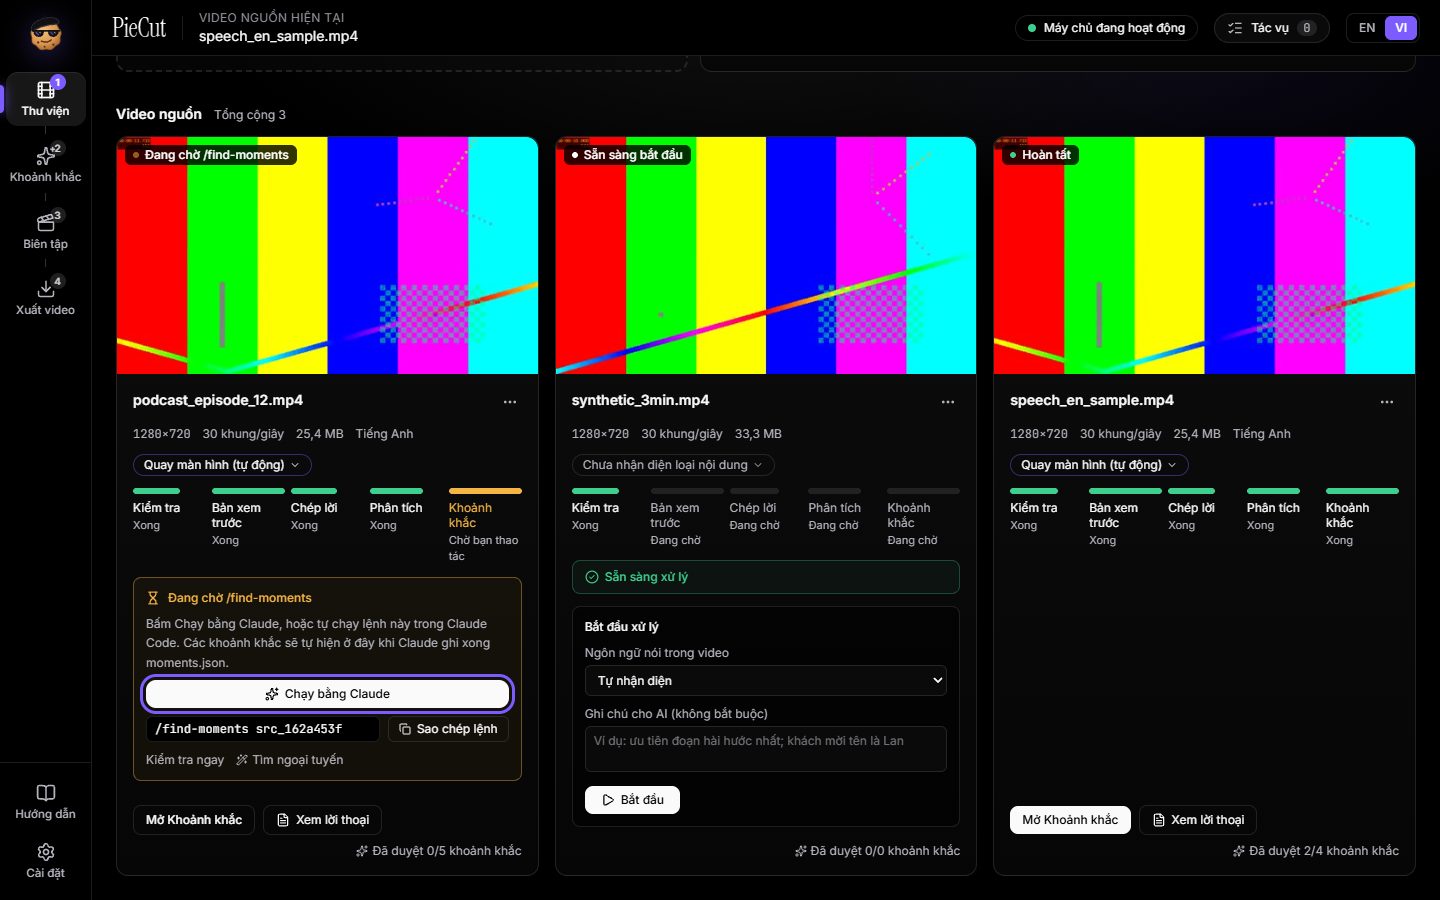 PieCut
VIDEO NGUỒN HIỆN TẠI
speech_en_sample.mp4
Máy chủ đang hoạt động
Tác vụ 0
EN VI
1
Thư viện
2
Khoảnh khắc
3
Biên tập
4
Xuất video
Hướng dẫn
Cài đặt
Video nguồn Tổng cộng 3
Đang chờ /find-moments
podcast_episode_12.mp4
1280×720 30 khung/giây 25,4 MB Tiếng Anh
Quay màn hình (tự động)
Kiểm tra
Xong
Bản xem trước
Xong
Chép lời
Xong
Phân tích
Xong
Khoảnh khắc
Chờ bạn thao tác
Đang chờ /find-moments
Bấm Chạy bằng Claude, hoặc tự chạy lệnh này trong Claude
Code. Các khoảnh khắc sẽ tự hiện ở đây khi Claude ghi xong
moments.json.
Chạy bằng Claude
/find-moments src_162a453f
Sao chép lệnh
Kiểm tra ngay Tìm ngoại tuyến
Mở Khoảnh khắc Xem lời thoại
Đã duyệt 0/5 khoảnh khắc
Sẵn sàng bắt đầu
synthetic_3min.mp4
1280×720 30 khung/giây 33,3 MB
Chưa nhận diện loại nội dung
Kiểm tra
Xong
Bản xem trước
Đang chờ
Chép lời
Đang chờ
Phân tích
Đang chờ
Khoảnh khắc
Đang chờ
Sẵn sàng xử lý
Bắt đầu xử lý
Ngôn ngữ nói trong video
Tự nhận diện
Ghi chú cho AI (không bắt buộc)
Ví dụ: ưu tiên đoạn hài hước nhất; khách mời tên là Lan
Bắt đầu
Đã duyệt 0/0 khoảnh khắc
Hoàn tất
speech_en_sample.mp4
1280×720 30 khung/giây 25,4 MB Tiếng Anh
Quay màn hình (tự động)
Kiểm tra
Xong
Bản xem trước
Xong
Chép lời
Xong
Phân tích
Xong
Khoảnh khắc
Xong
Mở Khoảnh khắc Xem lời thoại
Đã duyệt 2/4 khoảnh khắc